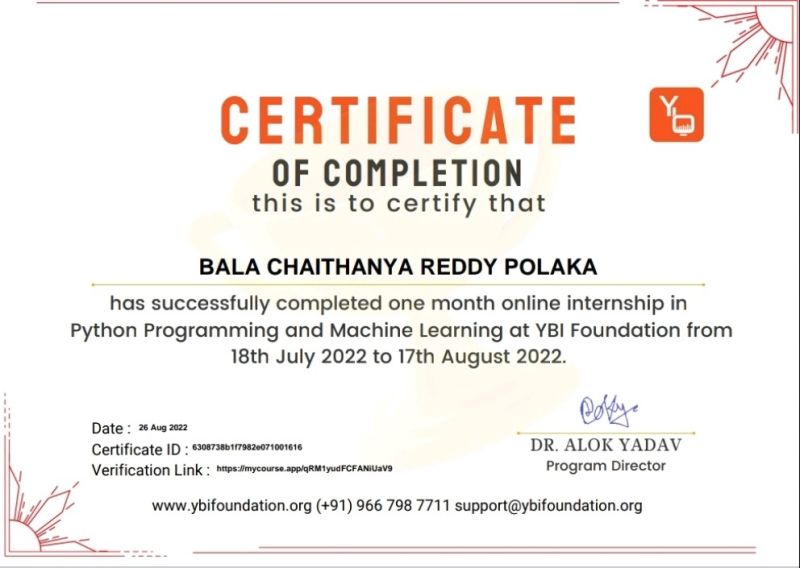 CERTIFICATE
Yb
OF COMPLETION
this is to certify that
BALA CHAITHANYA REDDY POLAKA
has successfully completed one month online internship in
Python Programming and Machine Learning at YBI Foundation from
18th July 2022 to 17th August 2022.
Date : 26 Aug 2022
Certificate ID : 6308738b1f7982e071001616
Verification Link : https://mycourse.app/qRM1yudFCFANiUaV9
DR. ALOK YADAV
Program Director
www.ybifoundation.org (+91) 966 798 7711 support@ybifoundation.org